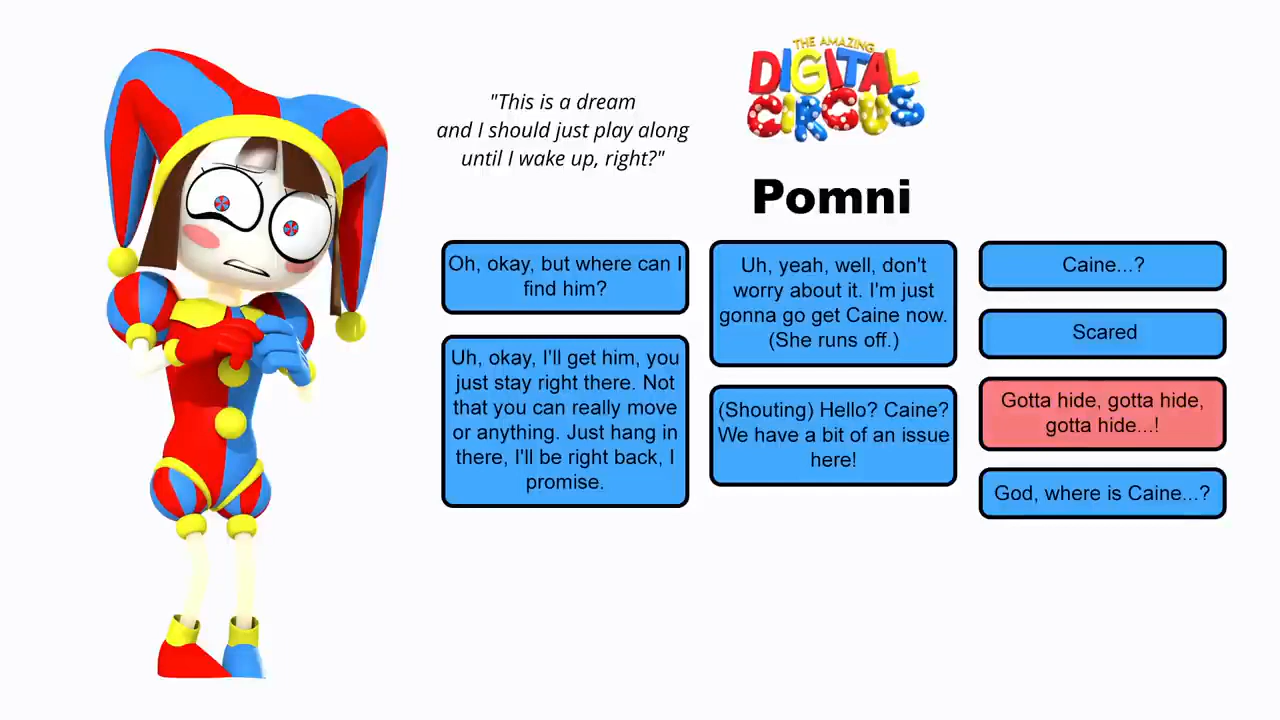 "This is a dream
and I should just play along
until I wake up, right?"
THE AMAZING
DIGITAL
CIRCUS
Pomni
Oh, okay, but where can I
find him?
Uh, okay, I'll get him, you
just stay right there. Not
that you can really move
or anything. Just hang in
there, I'll be right back, I
promise.
Uh, yeah, well, don't
worry about it. I'm just
gonna go get Caine now.
(She runs off.)
(Shouting) Hello? Caine?
We have a bit of an issue
here!
Caine...?
Scared
Gotta hide, gotta hide,
gotta hide...!
God, where is Caine...?